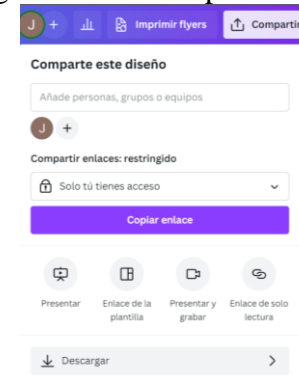 J + Imprimir flyers Compartir
Comparte este diseño
Añade personas, grupos o equipos
J +
Compartir enlaces: restringido
Solo tú tienes acceso
Copiar enlace
Presentar Enlace de la plantilla Presentar y grabar Enlace de solo lectura
Descargar